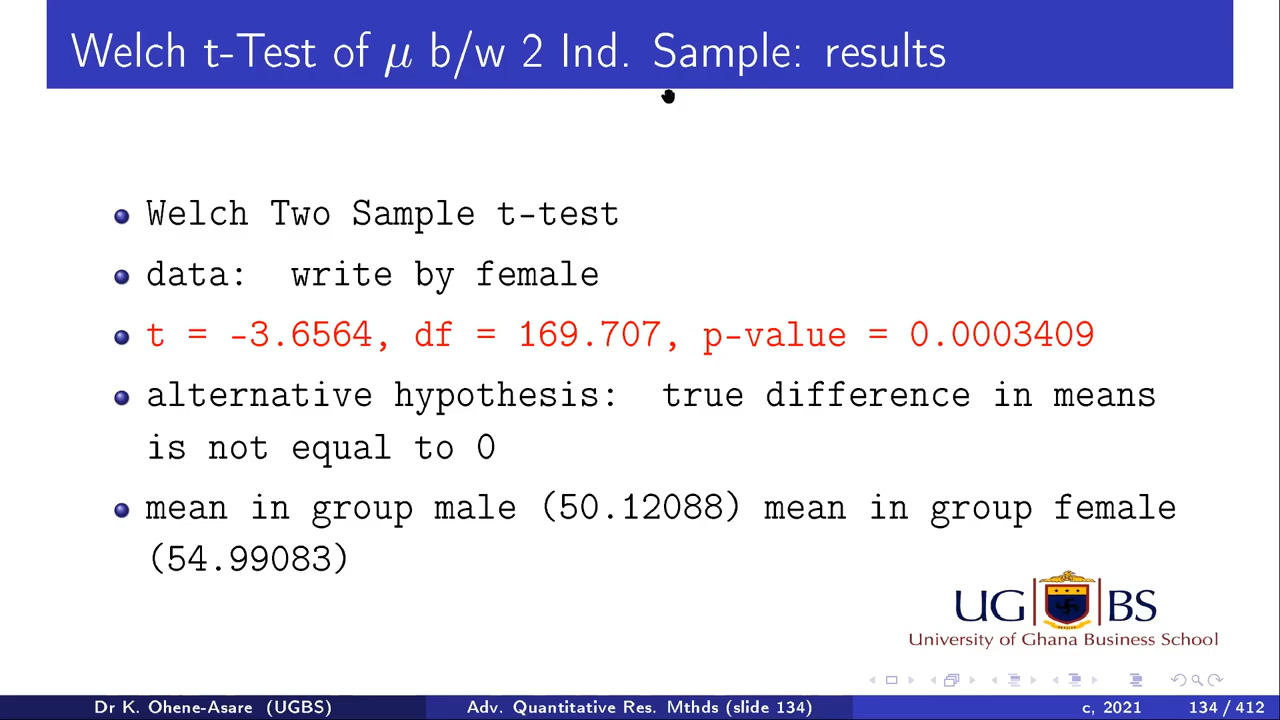 Welch t-Test of μ b/w 2 Ind. Sample: results
Welch Two Sample t-test
data: write by female
t = -3.6564, df = 169.707, p-value = 0.0003409
alternative hypothesis: true difference in means
is not equal to 0
mean in group male (50.12088) mean in group female
(54.99083)
UG BS
University of Ghana Business School
Dr K. Ohene-Asare (UGBS) Adv. Quantitative Res. Mthds (slide 134) c, 2021 134 / 412